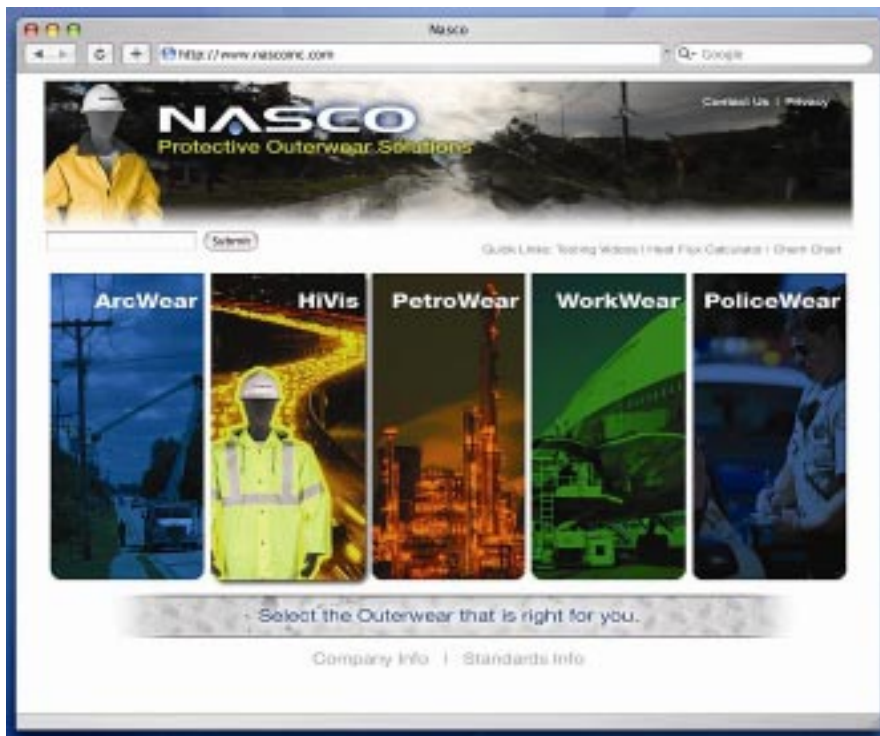 Nasco
http://www.nascoinc.com
Google
Contact Us | Privacy
NASCO
Protective Outerwear Solutions
Submit
Quick Links: Testing Videos | Heat Flux Calculator | Chem Chart
ArcWear
HiVis
PetroWear
WorkWear
PoliceWear
Select the Outerwear that is right for you.
Company Info | Standards Info